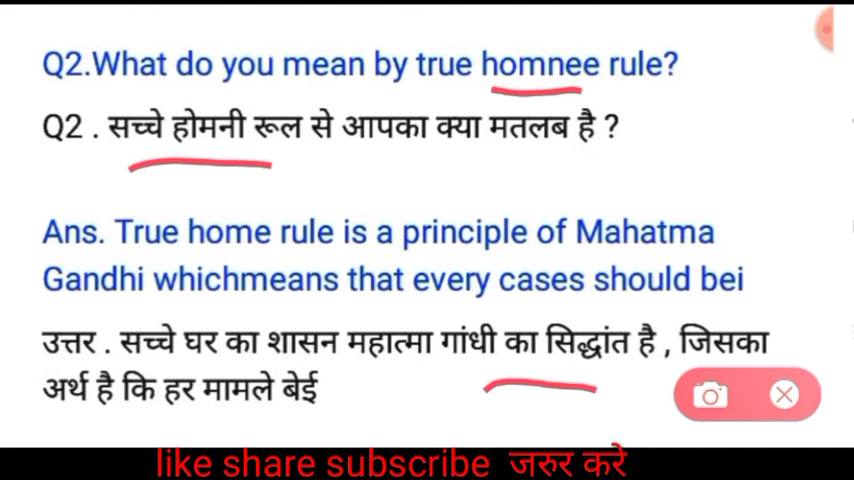 Q2.What do you mean by true homnee rule?
Q2 . सच्चे होमनी रूल से आपका क्या मतलब है ?
Ans. True home rule is a principle of Mahatma
Gandhi whichmeans that every cases should bei
उत्तर . सच्चे घर का शासन महात्मा गांधी का सिद्धांत है , जिसका
अर्थ है कि हर मामले बेई
like share subscribe जरुर करे